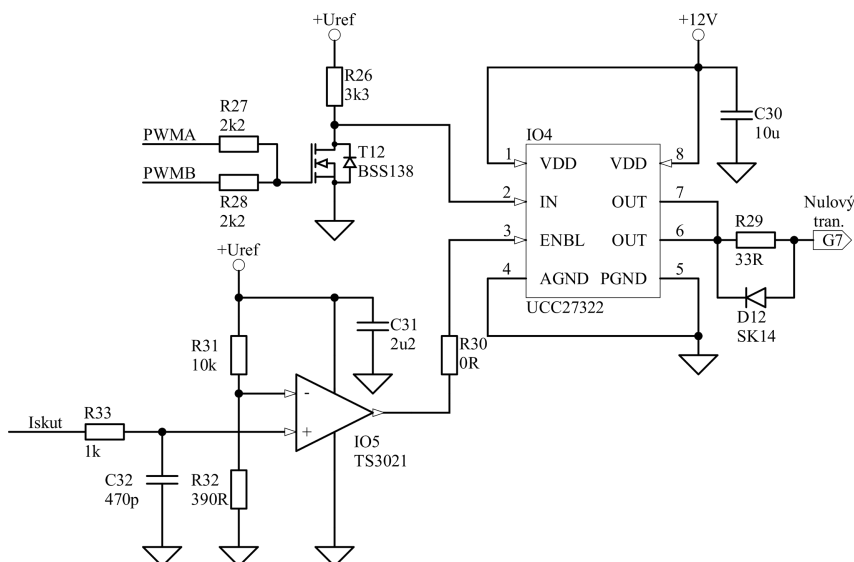 +Uref
+12V
R26
3k3
R27
2k2
PWMA
PWMB
R28
2k2
T12
BSS138
C30
10u
IO4
1
VDD
VDD
8
2
IN
OUT
7
3
ENBL
OUT
6
4
AGND
PGND
5
UCC27322
R29
33R
Nulový
tran.
G7
D12
SK14
+Uref
C31
2u2
R31
10k
R30
0R
-
+
IO5
TS3021
Iskut
R33
1k
C32
470p
R32
390R